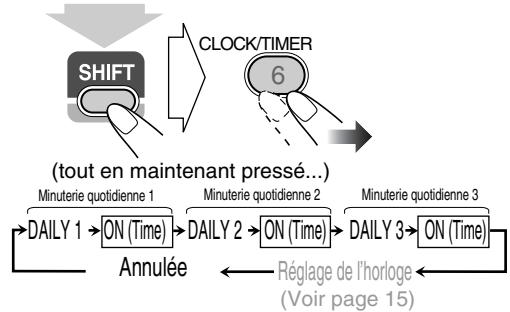 CLOCK/TIMER
SHIFT
6
(tout en maintenant pressé...)
Minuterie quotidienne 1 Minuterie quotidienne 2 Minuterie quotidienne 3
DAILY 1 ON (Time) DAILY 2 ON (Time) DAILY 3 ON (Time)
Annulée Réglage de l'horloge
(Voir page 15)